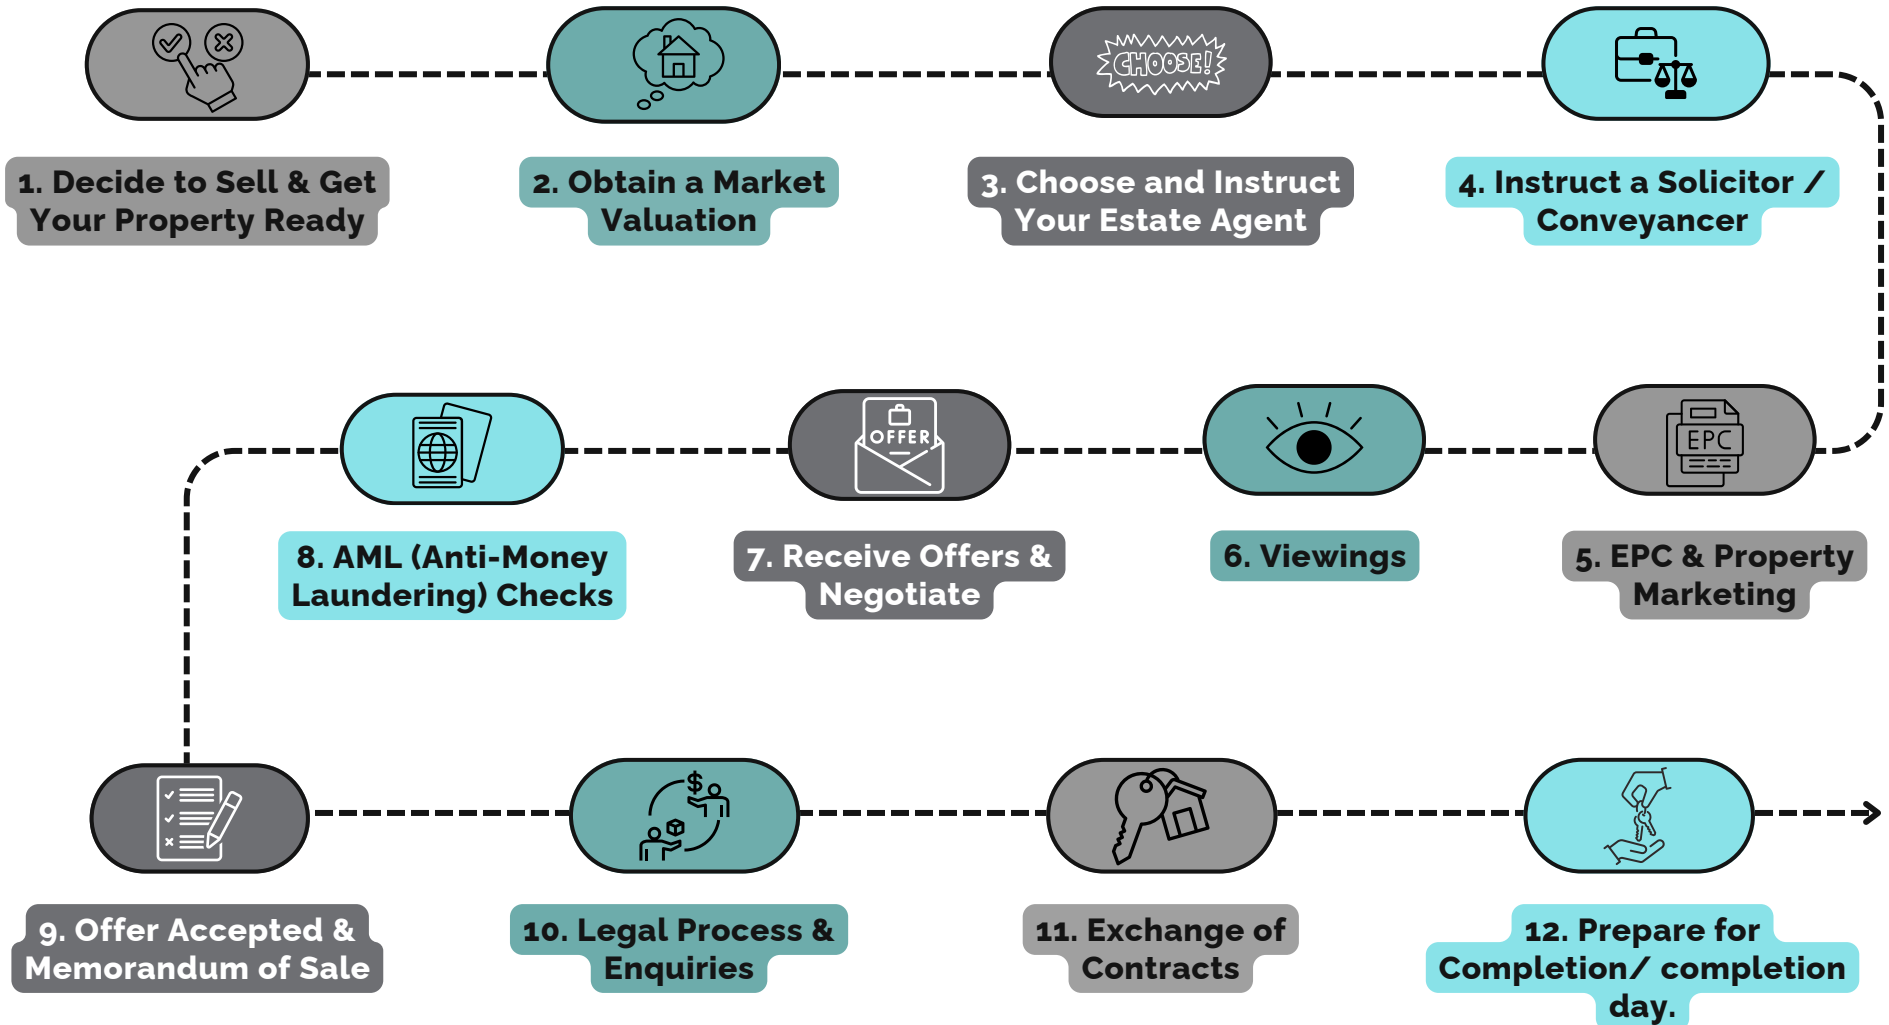 CHOOSE!
1. Decide to Sell & Get
Your Property Ready
2. Obtain a Market
Valuation
3. Choose and Instruct
Your Estate Agent
4. Instruct a Solicitor /
Conveyancer
OFFER
EPC
8. AML (Anti-Money
Laundering) Checks
7. Receive Offers &
Negotiate
6. Viewings
5. EPC & Property
Marketing
$
9. Offer Accepted &
Memorandum of Sale
10. Legal Process &
Enquiries
11. Exchange of
Contracts
12. Prepare for
Completion/ completion
day.